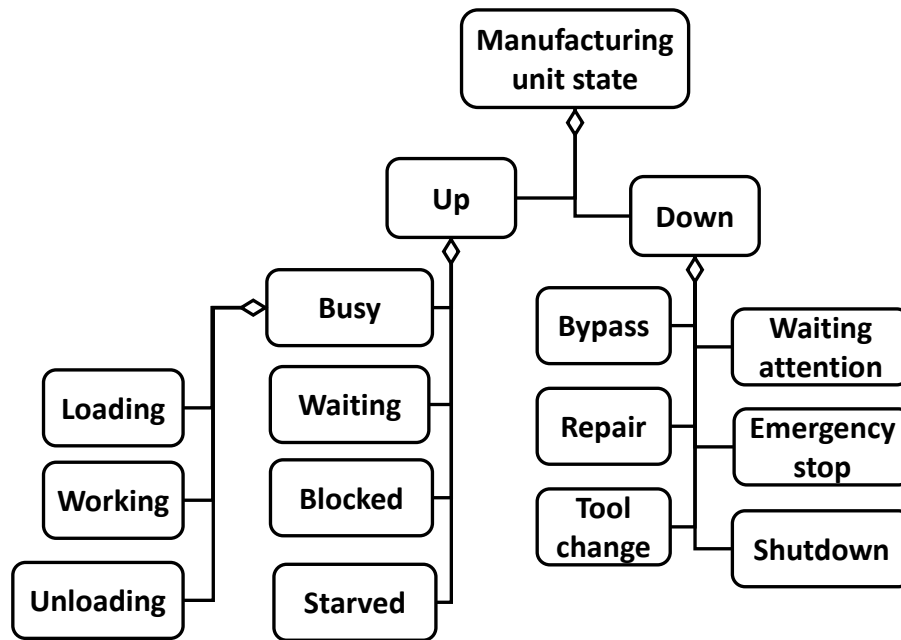 Manufacturing
unit state
Up
Down
Busy
Bypass
Waiting
attention
Loading
Waiting
Repair
Emergency
stop
Working
Blocked
Tool
change
Shutdown
Unloading
Starved